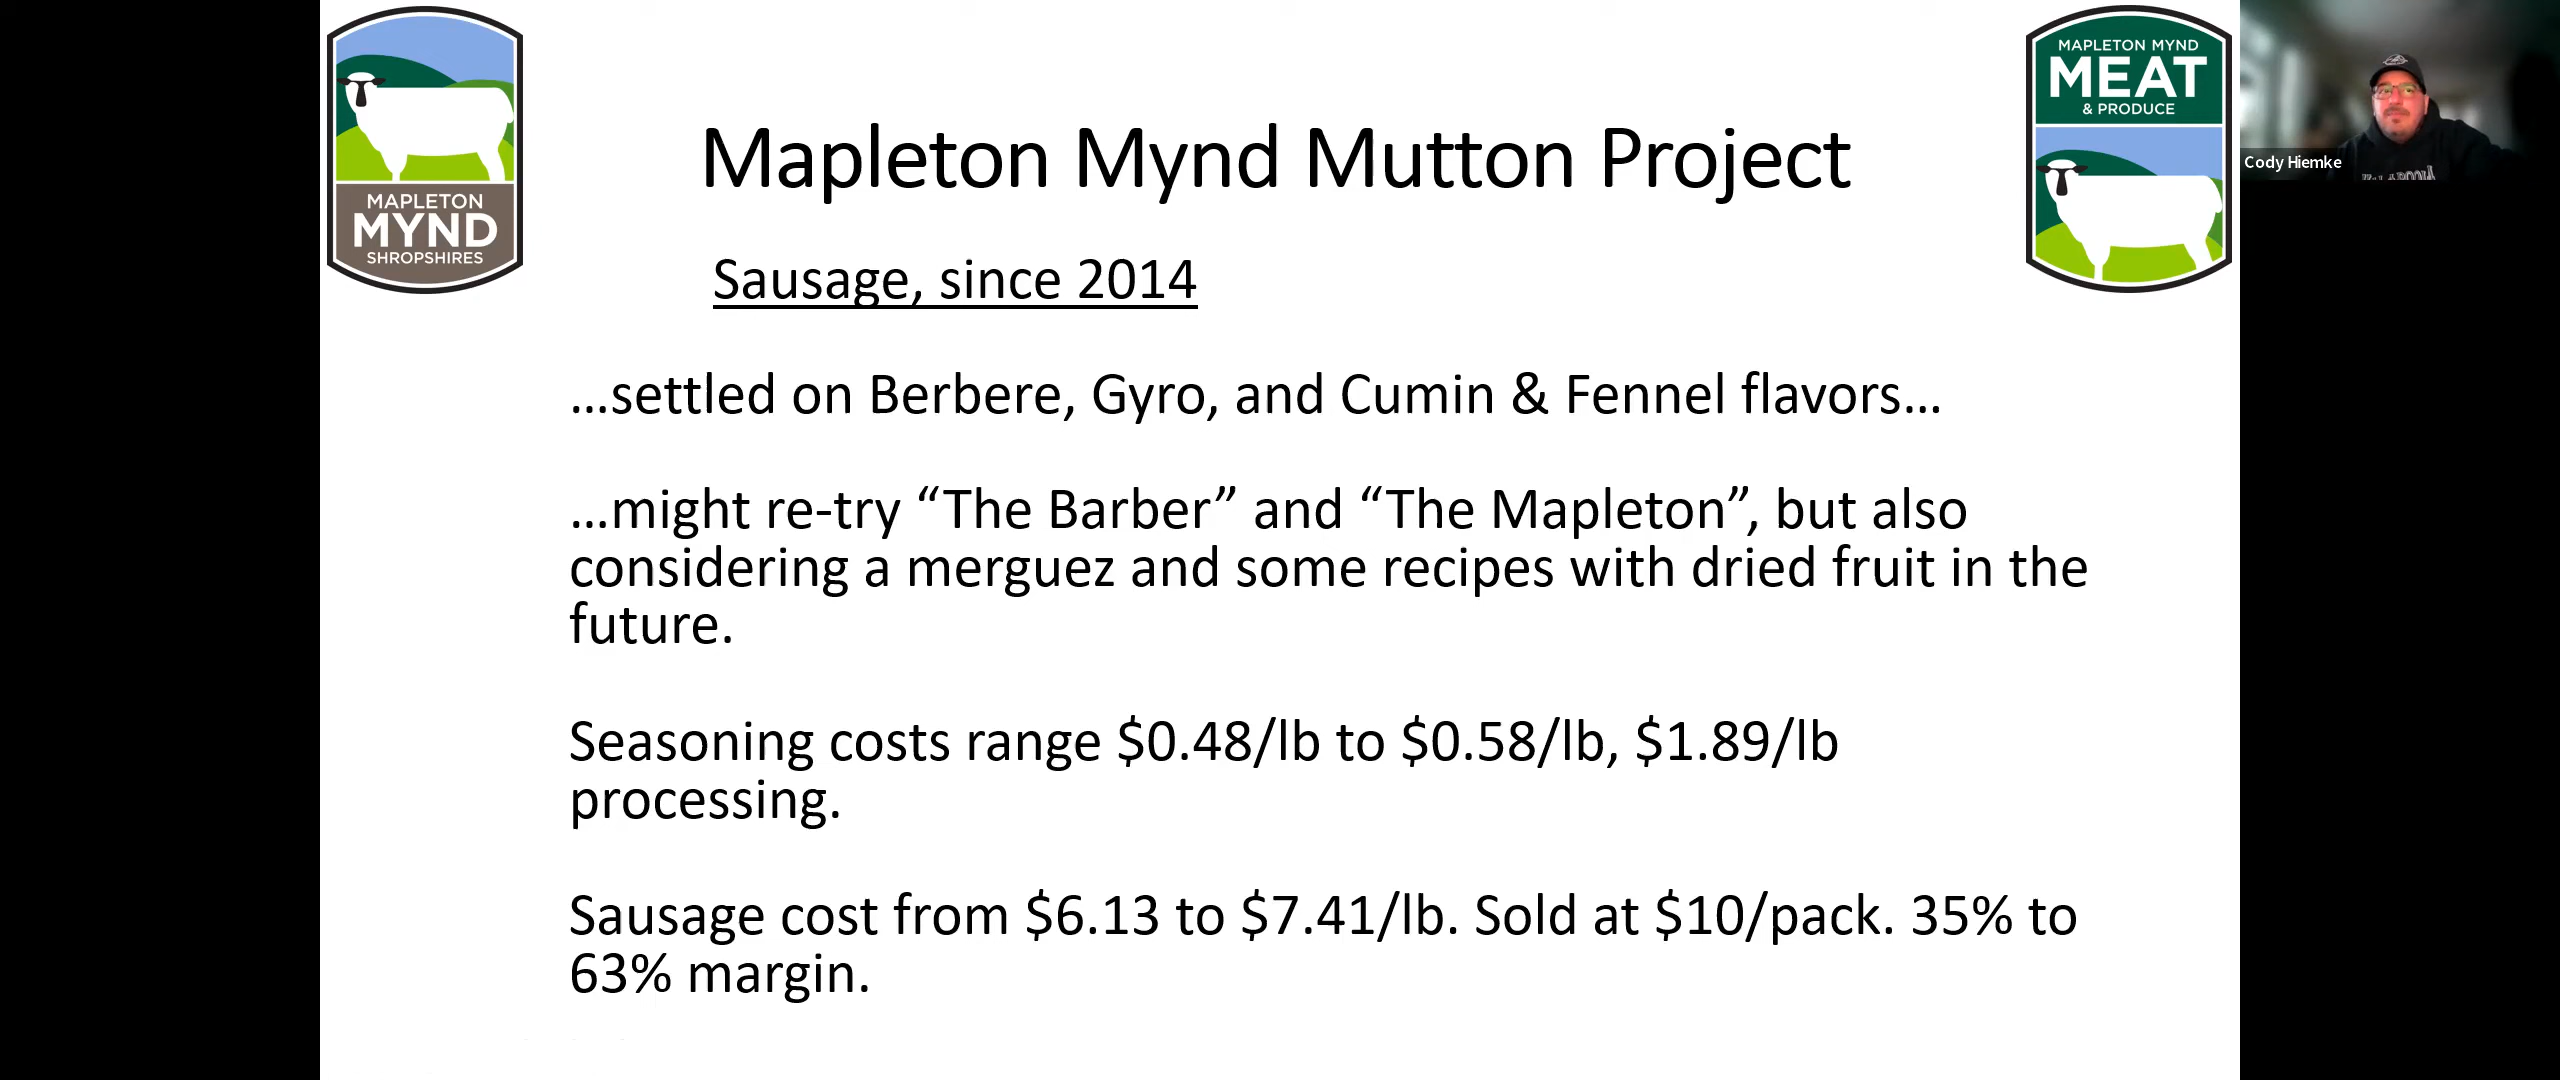 MAPLETON
MYND
SHROPSHIRES
MAPLETON MYND
MEAT
& PRODUCE
Cody Hiemke
Mapleton Mynd Mutton Project
Sausage, since 2014
…settled on Berbere, Gyro, and Cumin & Fennel flavors…
…might re-try “The Barber” and “The Mapleton”, but also
considering a merguez and some recipes with dried fruit in the
future.
Seasoning costs range $0.48/lb to $0.58/lb, $1.89/lb
processing.
Sausage cost from $6.13 to $7.41/lb. Sold at $10/pack. 35% to
63% margin.